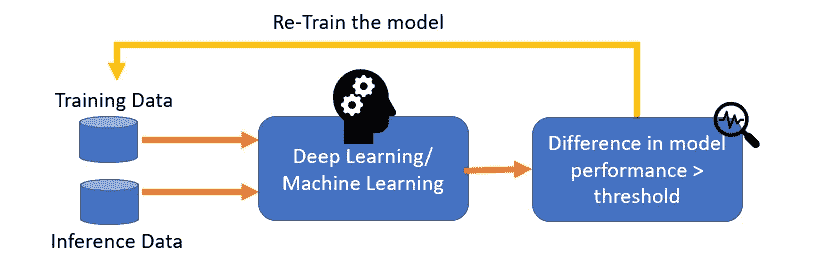 Re-Train the model
Training Data
Deep Learning/
Machine Learning
Difference in model
performance >
threshold
Inference Data